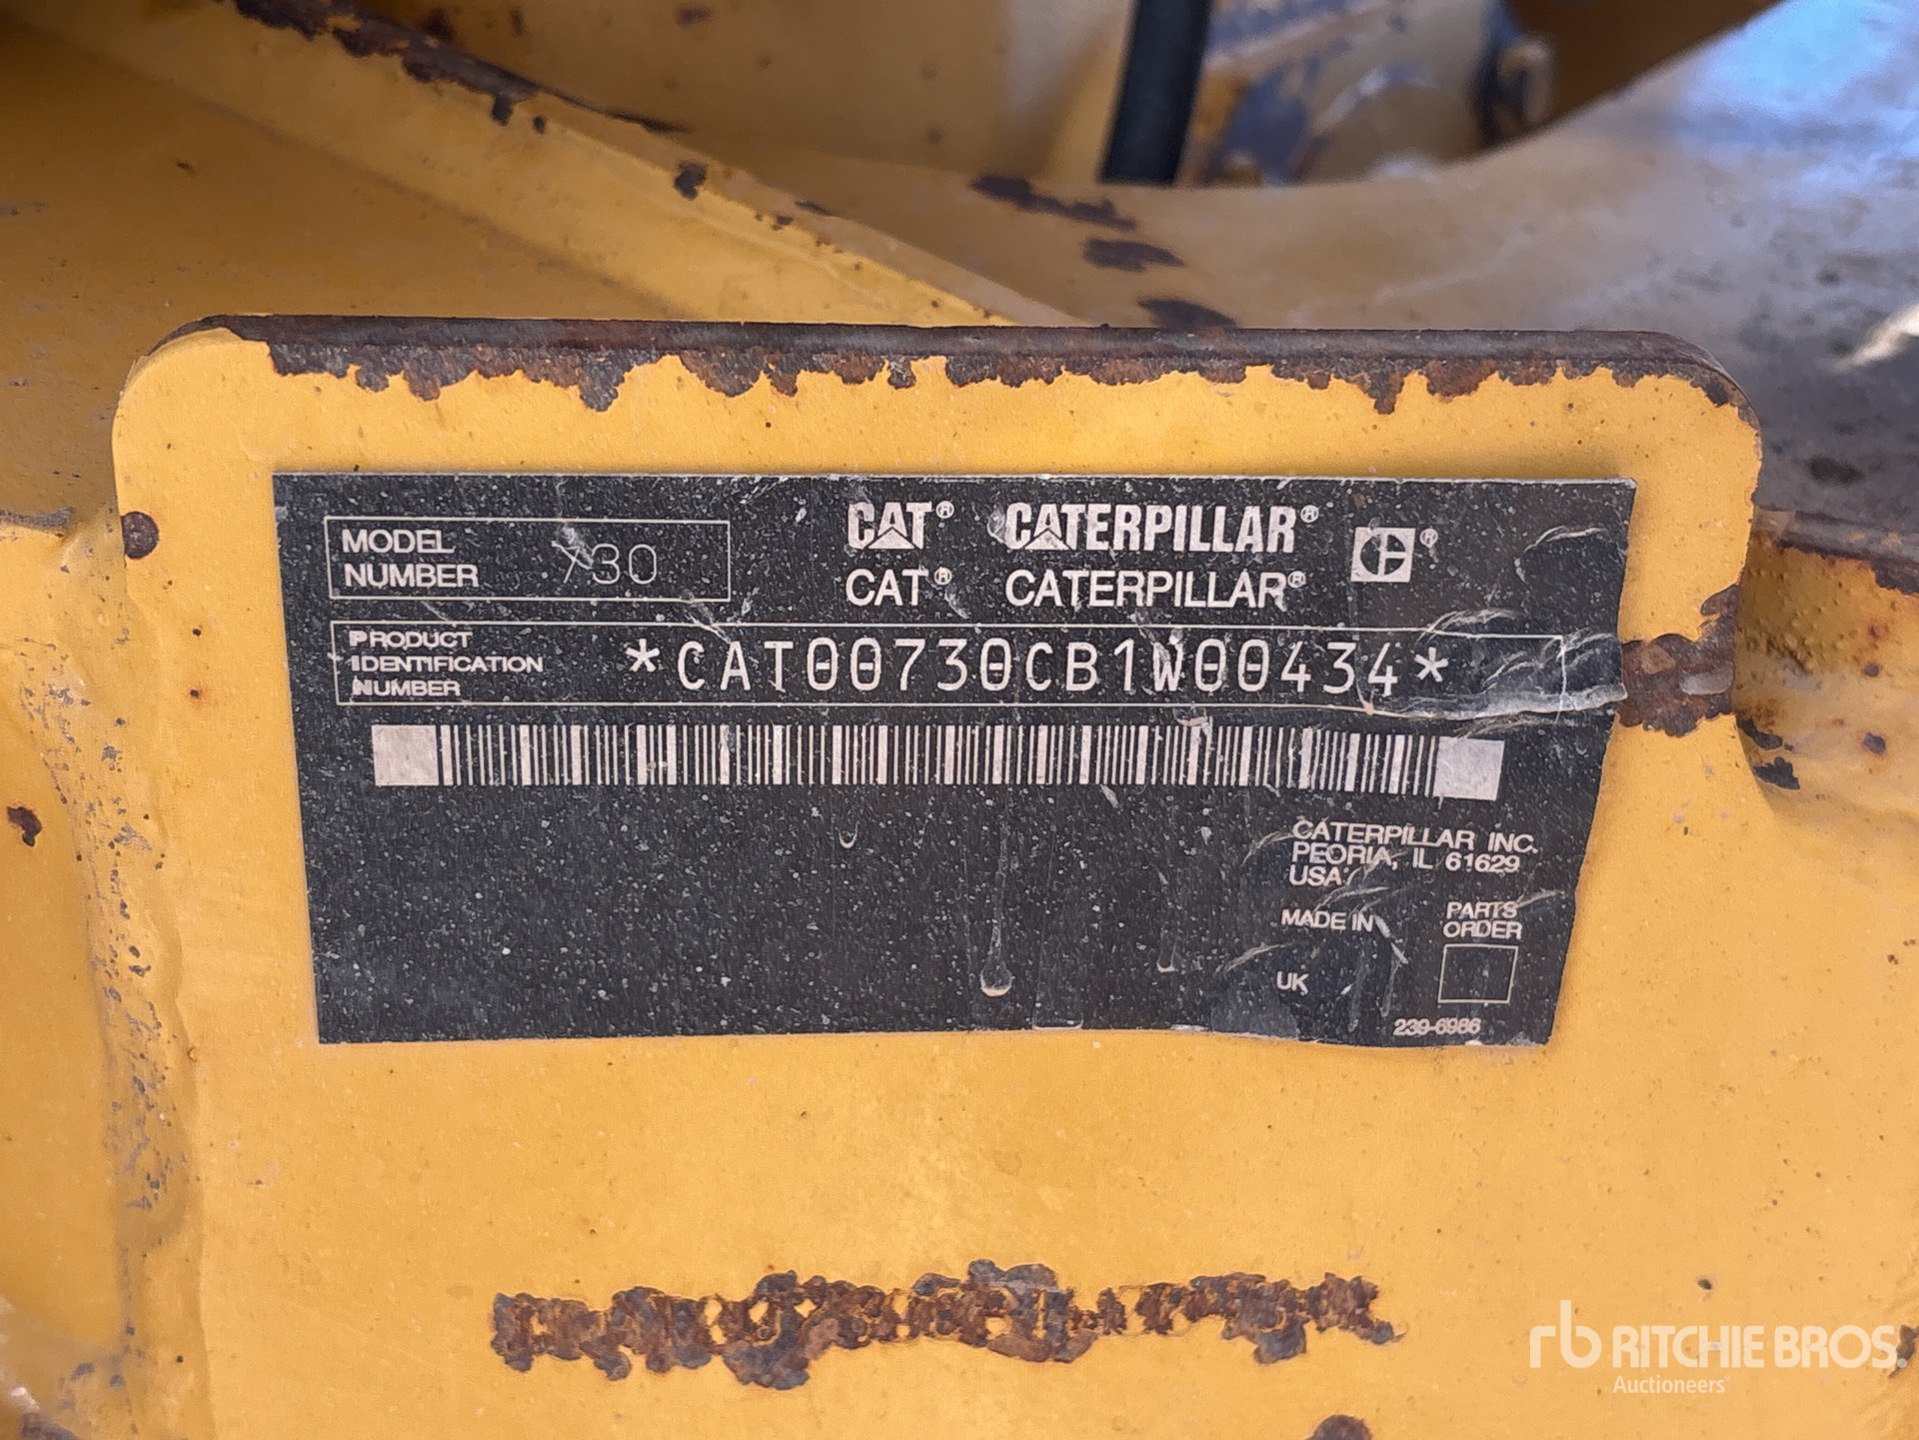 MODEL NUMBER 730
CAT® CATERPILLAR®
CAT® CATERPILLAR®
PRODUCT
IDENTIFICATION
NUMBER
*CAT00730CB1W00434*
CATERPILLAR INC.
PEORIA, IL 61629
USA
MADE IN
UK
PARTS
ORDER
239-6986
rb RITCHIE BROS.
Auctioneers